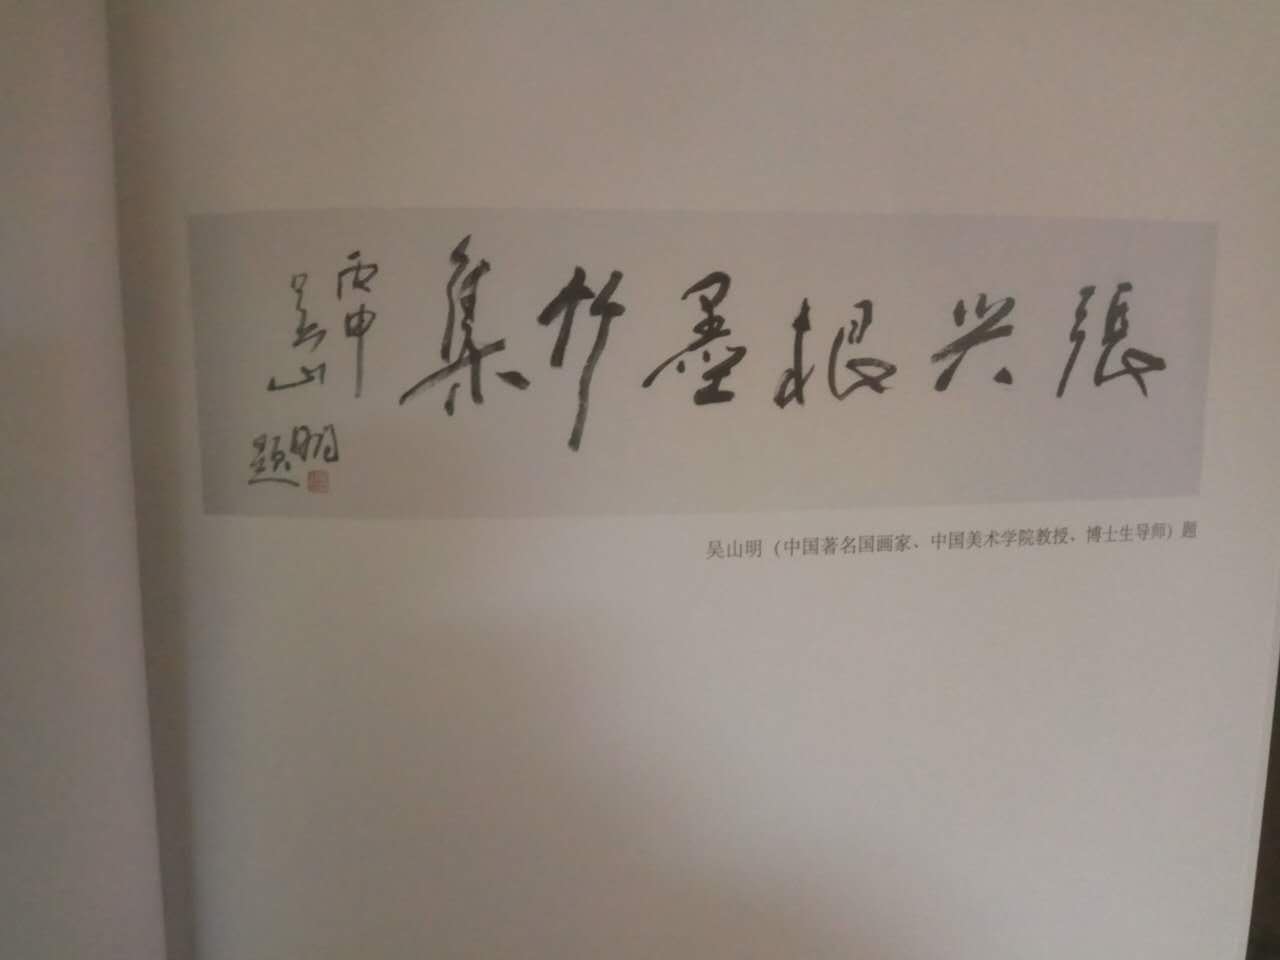 張兴根墨竹集
丙申
吴山明
题
吴山明（中国著名国画家、中国美术学院教授、博士生导师）题